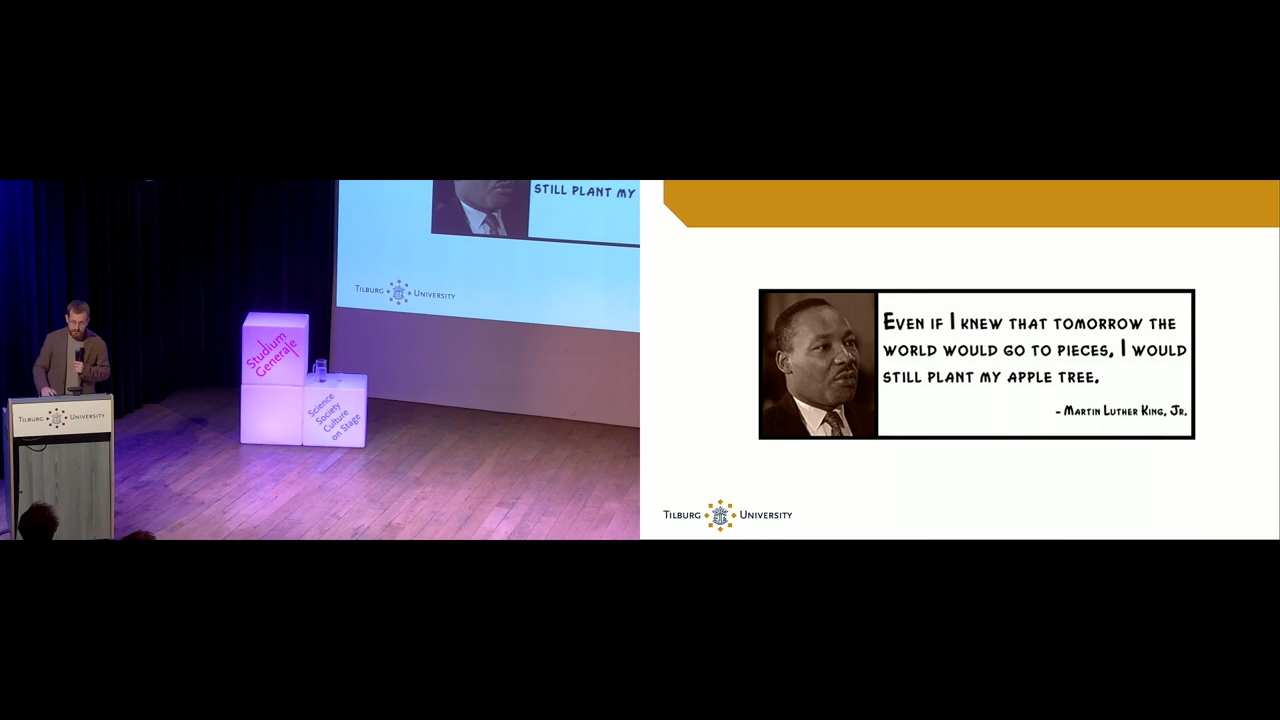 STILL PLANT MY
TILBURG UNIVERSITY
Studium
Generale
Science
Society
Culture
on Stage
TILBURG UNIVERSITY
EVEN IF I KNEW THAT TOMORROW THE
WORLD WOULD GO TO PIECES, I WOULD
STILL PLANT MY APPLE TREE.
- MARTIN LUTHER KING, JR.
TILBURG UNIVERSITY